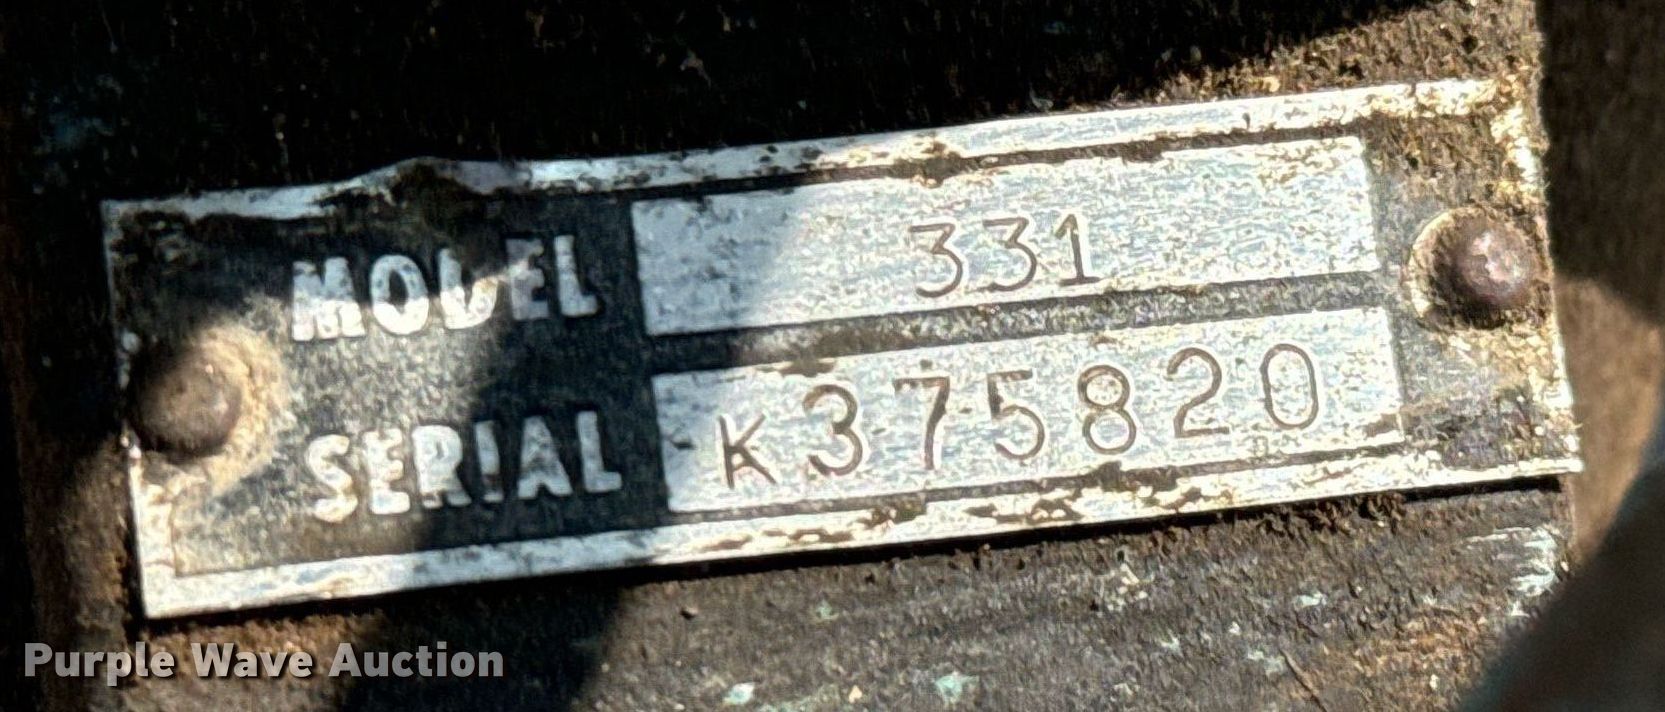 MODEL 331
SERIAL K375820
Purple Wave Auction